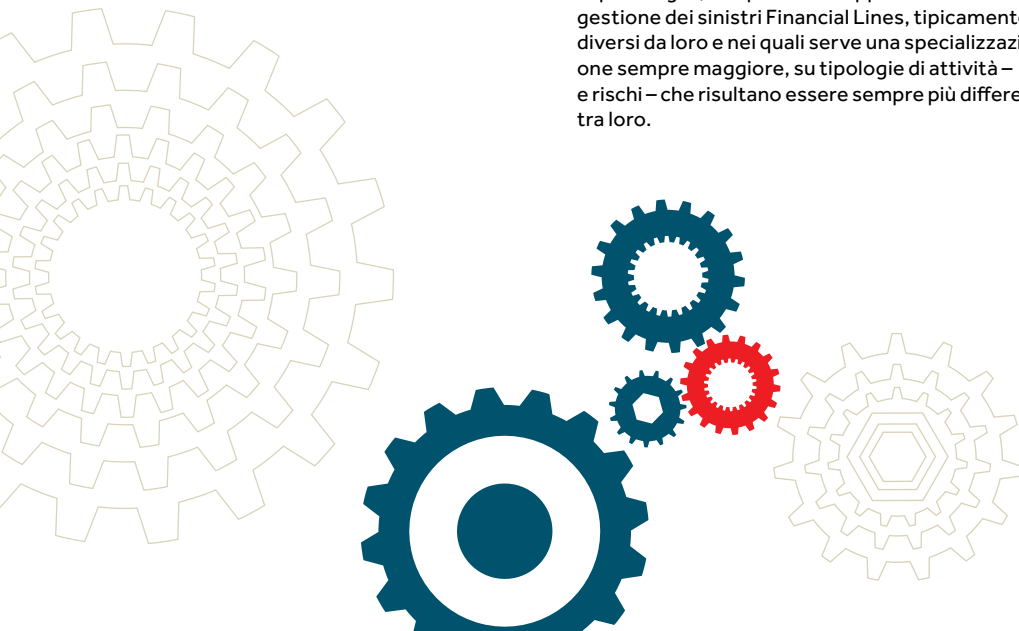 gestione dei sinistri Financial Lines, tipicament
diversi da loro e nei quali serve una specializzazi
one sempre maggiore, su tipologie di attività –
e rischi – che risultano essere sempre più differe
tra loro.